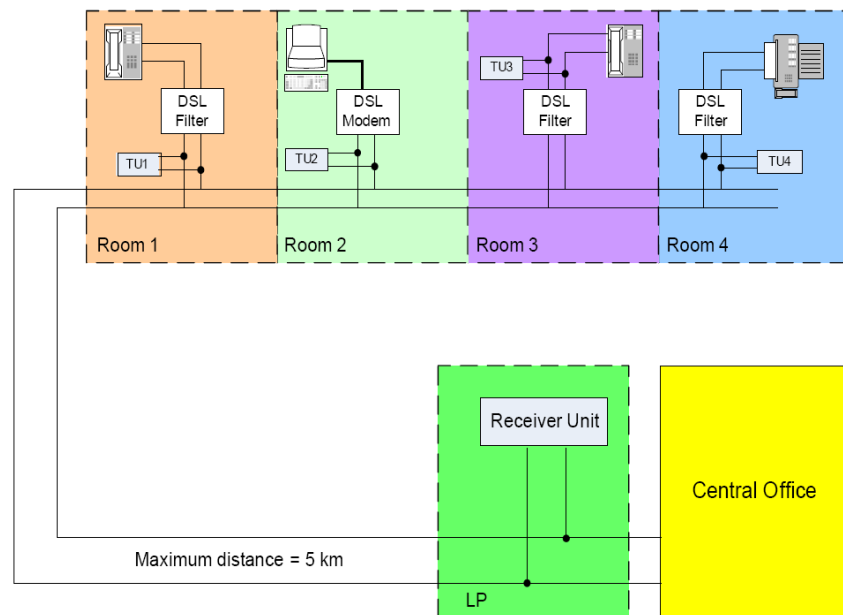 TU3
DSL
Filter
DSL
Modem
DSL
Filter
DSL
Filter
TU1
TU2
TU4
Room 1
Room 2
Room 3
Room 4
Receiver Unit
Central Office
Maximum distance = 5 km
LP